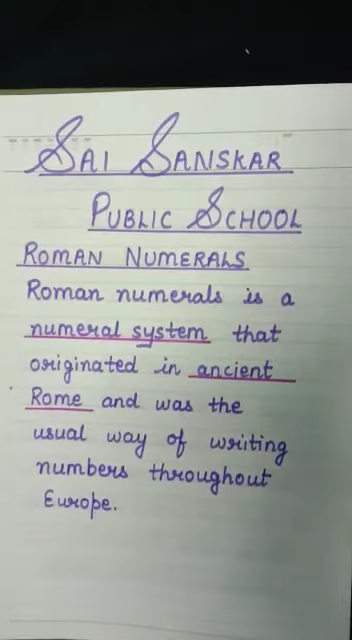 SAI SANSKAR
PUBLIC SCHOOL
ROMAN NUMERALS
Roman numerals is a
numeral system that
originated in ancient
Rome and was the
usual way of writing
numbers throughout
Europe.